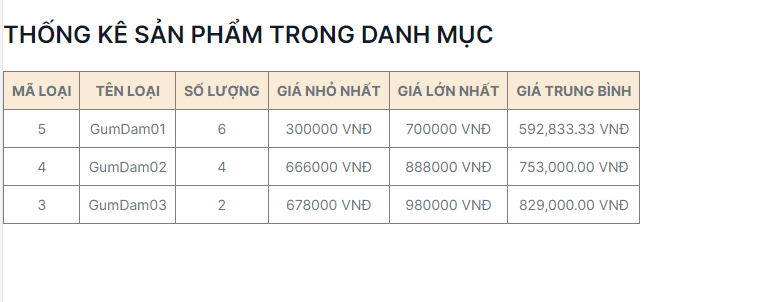 THỐNG KÊ SẢN PHẨM TRONG DANH MỤC
MÃ LOẠI TÊN LOẠI SỐ LƯỢNG GIÁ NHỎ NHẤT GIÁ LỚN NHẤT GIÁ TRUNG BÌNH
5 GumDam01 6 300000 VNĐ 700000 VNĐ 592,833.33 VNĐ
4 GumDam02 4 666000 VNĐ 888000 VNĐ 753,000.00 VNĐ
3 GumDam03 2 678000 VNĐ 980000 VNĐ 829,000.00 VNĐ